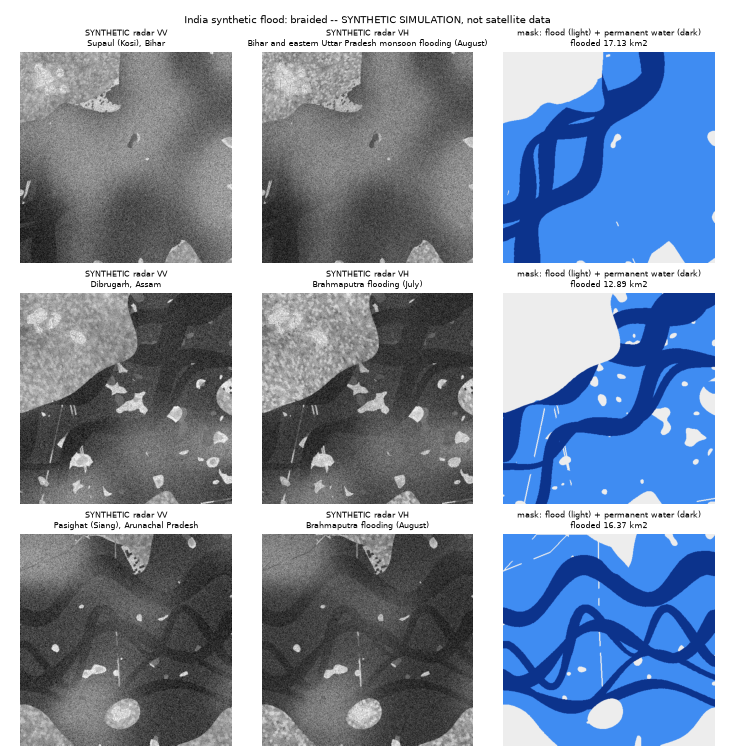 India synthetic flood: braided -- SYNTHETIC SIMULATION, not satellite data
SYNTHETIC radar VV
Supaul (Kosi), Bihar
SYNTHETIC radar VH
Bihar and eastern Uttar Pradesh monsoon flooding (August)
mask: flood (light) + permanent water (dark)
flooded 17.13 km2
SYNTHETIC radar VV
Dibrugarh, Assam
SYNTHETIC radar VH
Brahmaputra flooding (July)
mask: flood (light) + permanent water (dark)
flooded 12.89 km2
SYNTHETIC radar VV
Pasighat (Siang), Arunachal Pradesh
SYNTHETIC radar VH
Brahmaputra flooding (August)
mask: flood (light) + permanent water (dark)
flooded 16.37 km2